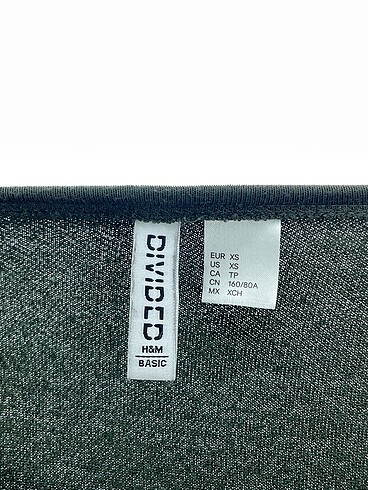 DIVIDED
H&M
BASIC
EUR XS
US XS
CA TP
CN 160/80A
MX XCH